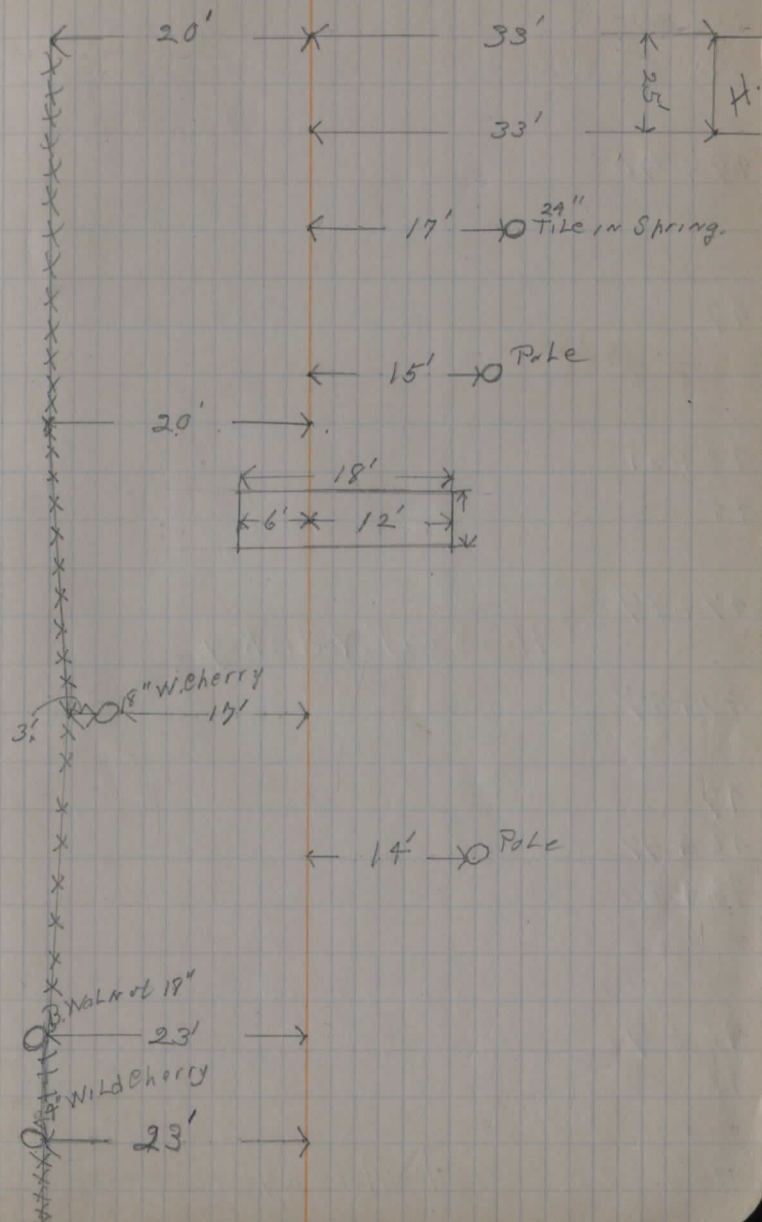 20' 33'
25'
H.
33'
17' 24" Tile in Spring.
15' Pole
20'
18'
6' 12'
8" W.Cherry
3' 17'
14' Pole
B. Walnut 18"
23'
Wild Cherry
23'